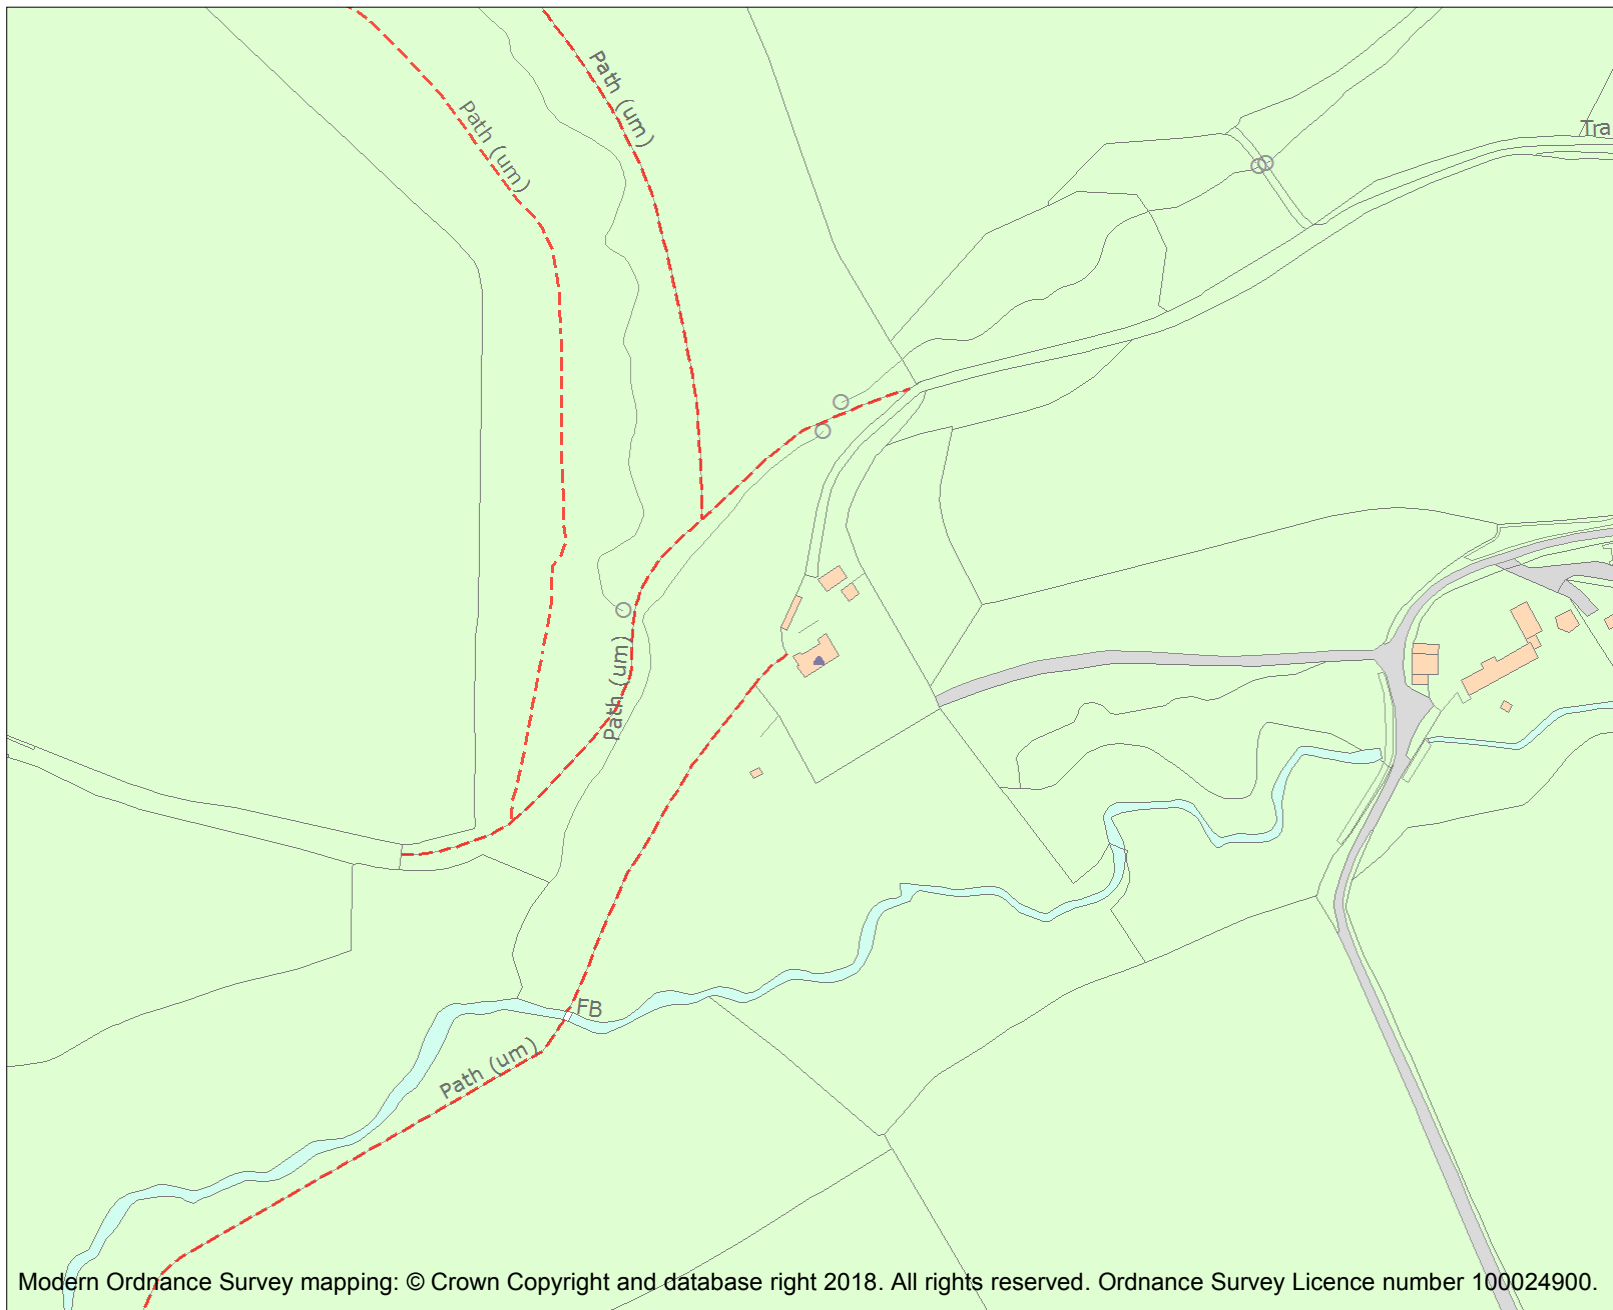 Path (um)
Path (um)
Tra
Path (um)
FB
Path (um)
Modern Ordnance Survey mapping: © Crown Copyright and database right 2018. All rights reserved. Ordnance Survey Licence number 100024900.